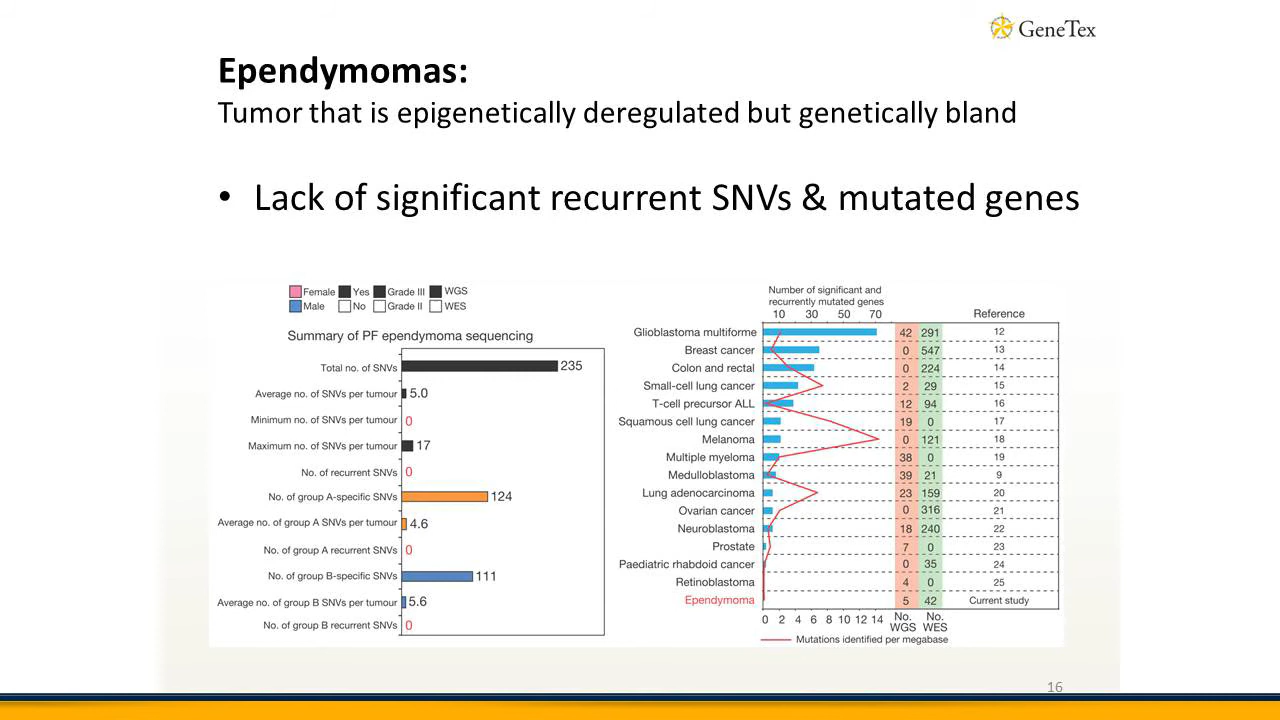 GeneTex
Ependymomas:
Tumor that is epigenetically deregulated but genetically bland
• Lack of significant recurrent SNVs & mutated genes
Female Yes Grade III WGS
Male No Grade II WES
Summary of PF ependymoma sequencing
Total no. of SNVs 235
Average no. of SNVs per tumour 5.0
Minimum no. of SNVs per tumour 0
Maximum no. of SNVs per tumour 17
No. of recurrent SNVs 0
No. of group A-specific SNVs 124
Average no. of group A SNVs per tumour 4.6
No. of group A recurrent SNVs 0
No. of group B-specific SNVs 111
Average no. of group B SNVs per tumour 5.6
No. of group B recurrent SNVs 0
Number of significant and
recurrently mutated genes
10 30 50 70 Reference
Glioblastoma multiforme 42 291 12
Breast cancer 0 547 13
Colon and rectal 0 224 14
Small-cell lung cancer 2 29 15
T-cell precursor ALL 12 94 16
Squamous cell lung cancer 19 0 17
Melanoma 0 121 18
Multiple myeloma 38 0 19
Medulloblastoma 39 21 9
Lung adenocarcinoma 23 159 20
Ovarian cancer 0 316 21
Neuroblastoma 18 240 22
Prostate 7 0 23
Paediatric rhabdoid cancer 0 35 24
Retinoblastoma 4 0 25
Ependymoma 5 42 Current study
0 2 4 6 8 10 12 14 No. No.
WGS WES
Mutations identified per megabase
16